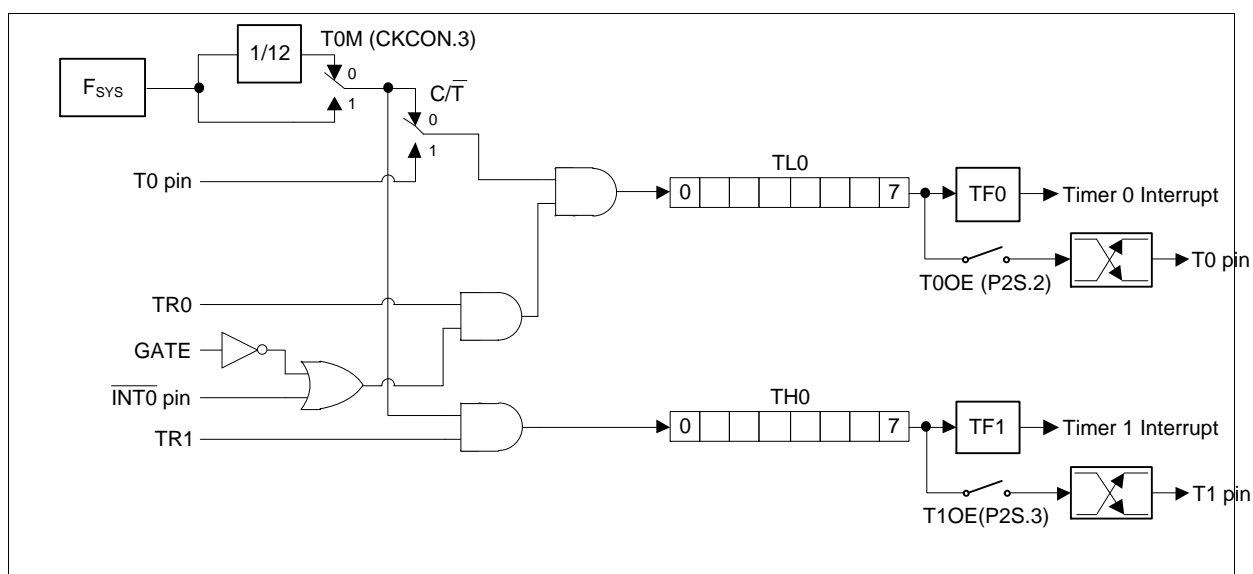 T0M (CKCON.3)
1/12
0
F_SYS
1
C/T̅
0
1
T0 pin
TL0
0 7
TF0
Timer 0 Interrupt
T0 pin
T0OE (P2S.2)
TR0
GATE
I̅N̅T̅0̅ pin
TR1
TH0
0 7
TF1
Timer 1 Interrupt
T1 pin
T1OE(P2S.3)